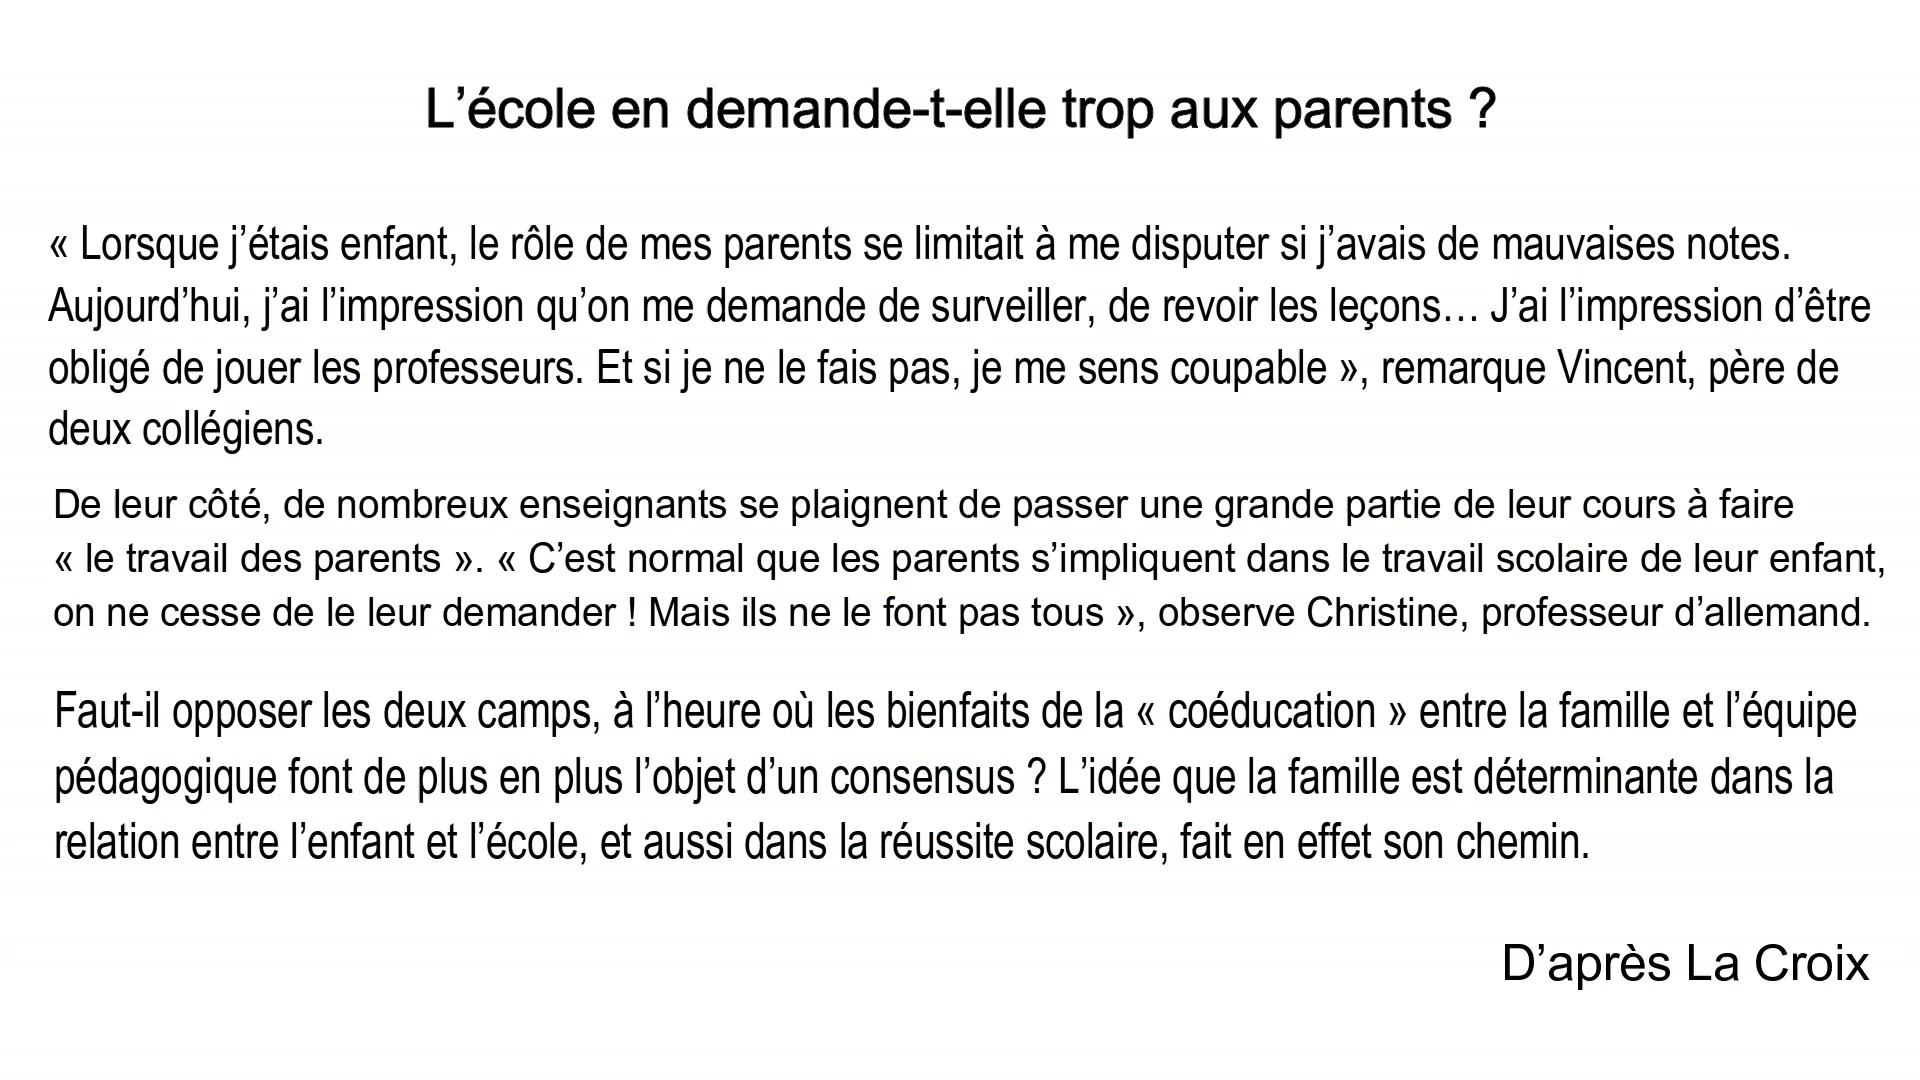 L’école en demande-t-elle trop aux parents ?
« Lorsque j’étais enfant, le rôle de mes parents se limitait à me disputer si j’avais de mauvaises notes.
Aujourd’hui, j’ai l’impression qu’on me demande de surveiller, de revoir les leçons… J’ai l’impression d’être
obligé de jouer les professeurs. Et si je ne le fais pas, je me sens coupable », remarque Vincent, père de
deux collégiens.
De leur côté, de nombreux enseignants se plaignent de passer une grande partie de leur cours à faire
« le travail des parents ». « C’est normal que les parents s’impliquent dans le travail scolaire de leur enfant,
on ne cesse de le leur demander ! Mais ils ne le font pas tous », observe Christine, professeur d’allemand.
Faut-il opposer les deux camps, à l’heure où les bienfaits de la « coéducation » entre la famille et l’équipe
pédagogique font de plus en plus l’objet d’un consensus ? L’idée que la famille est déterminante dans la
relation entre l’enfant et l’école, et aussi dans la réussite scolaire, fait en effet son chemin.
D’après La Croix